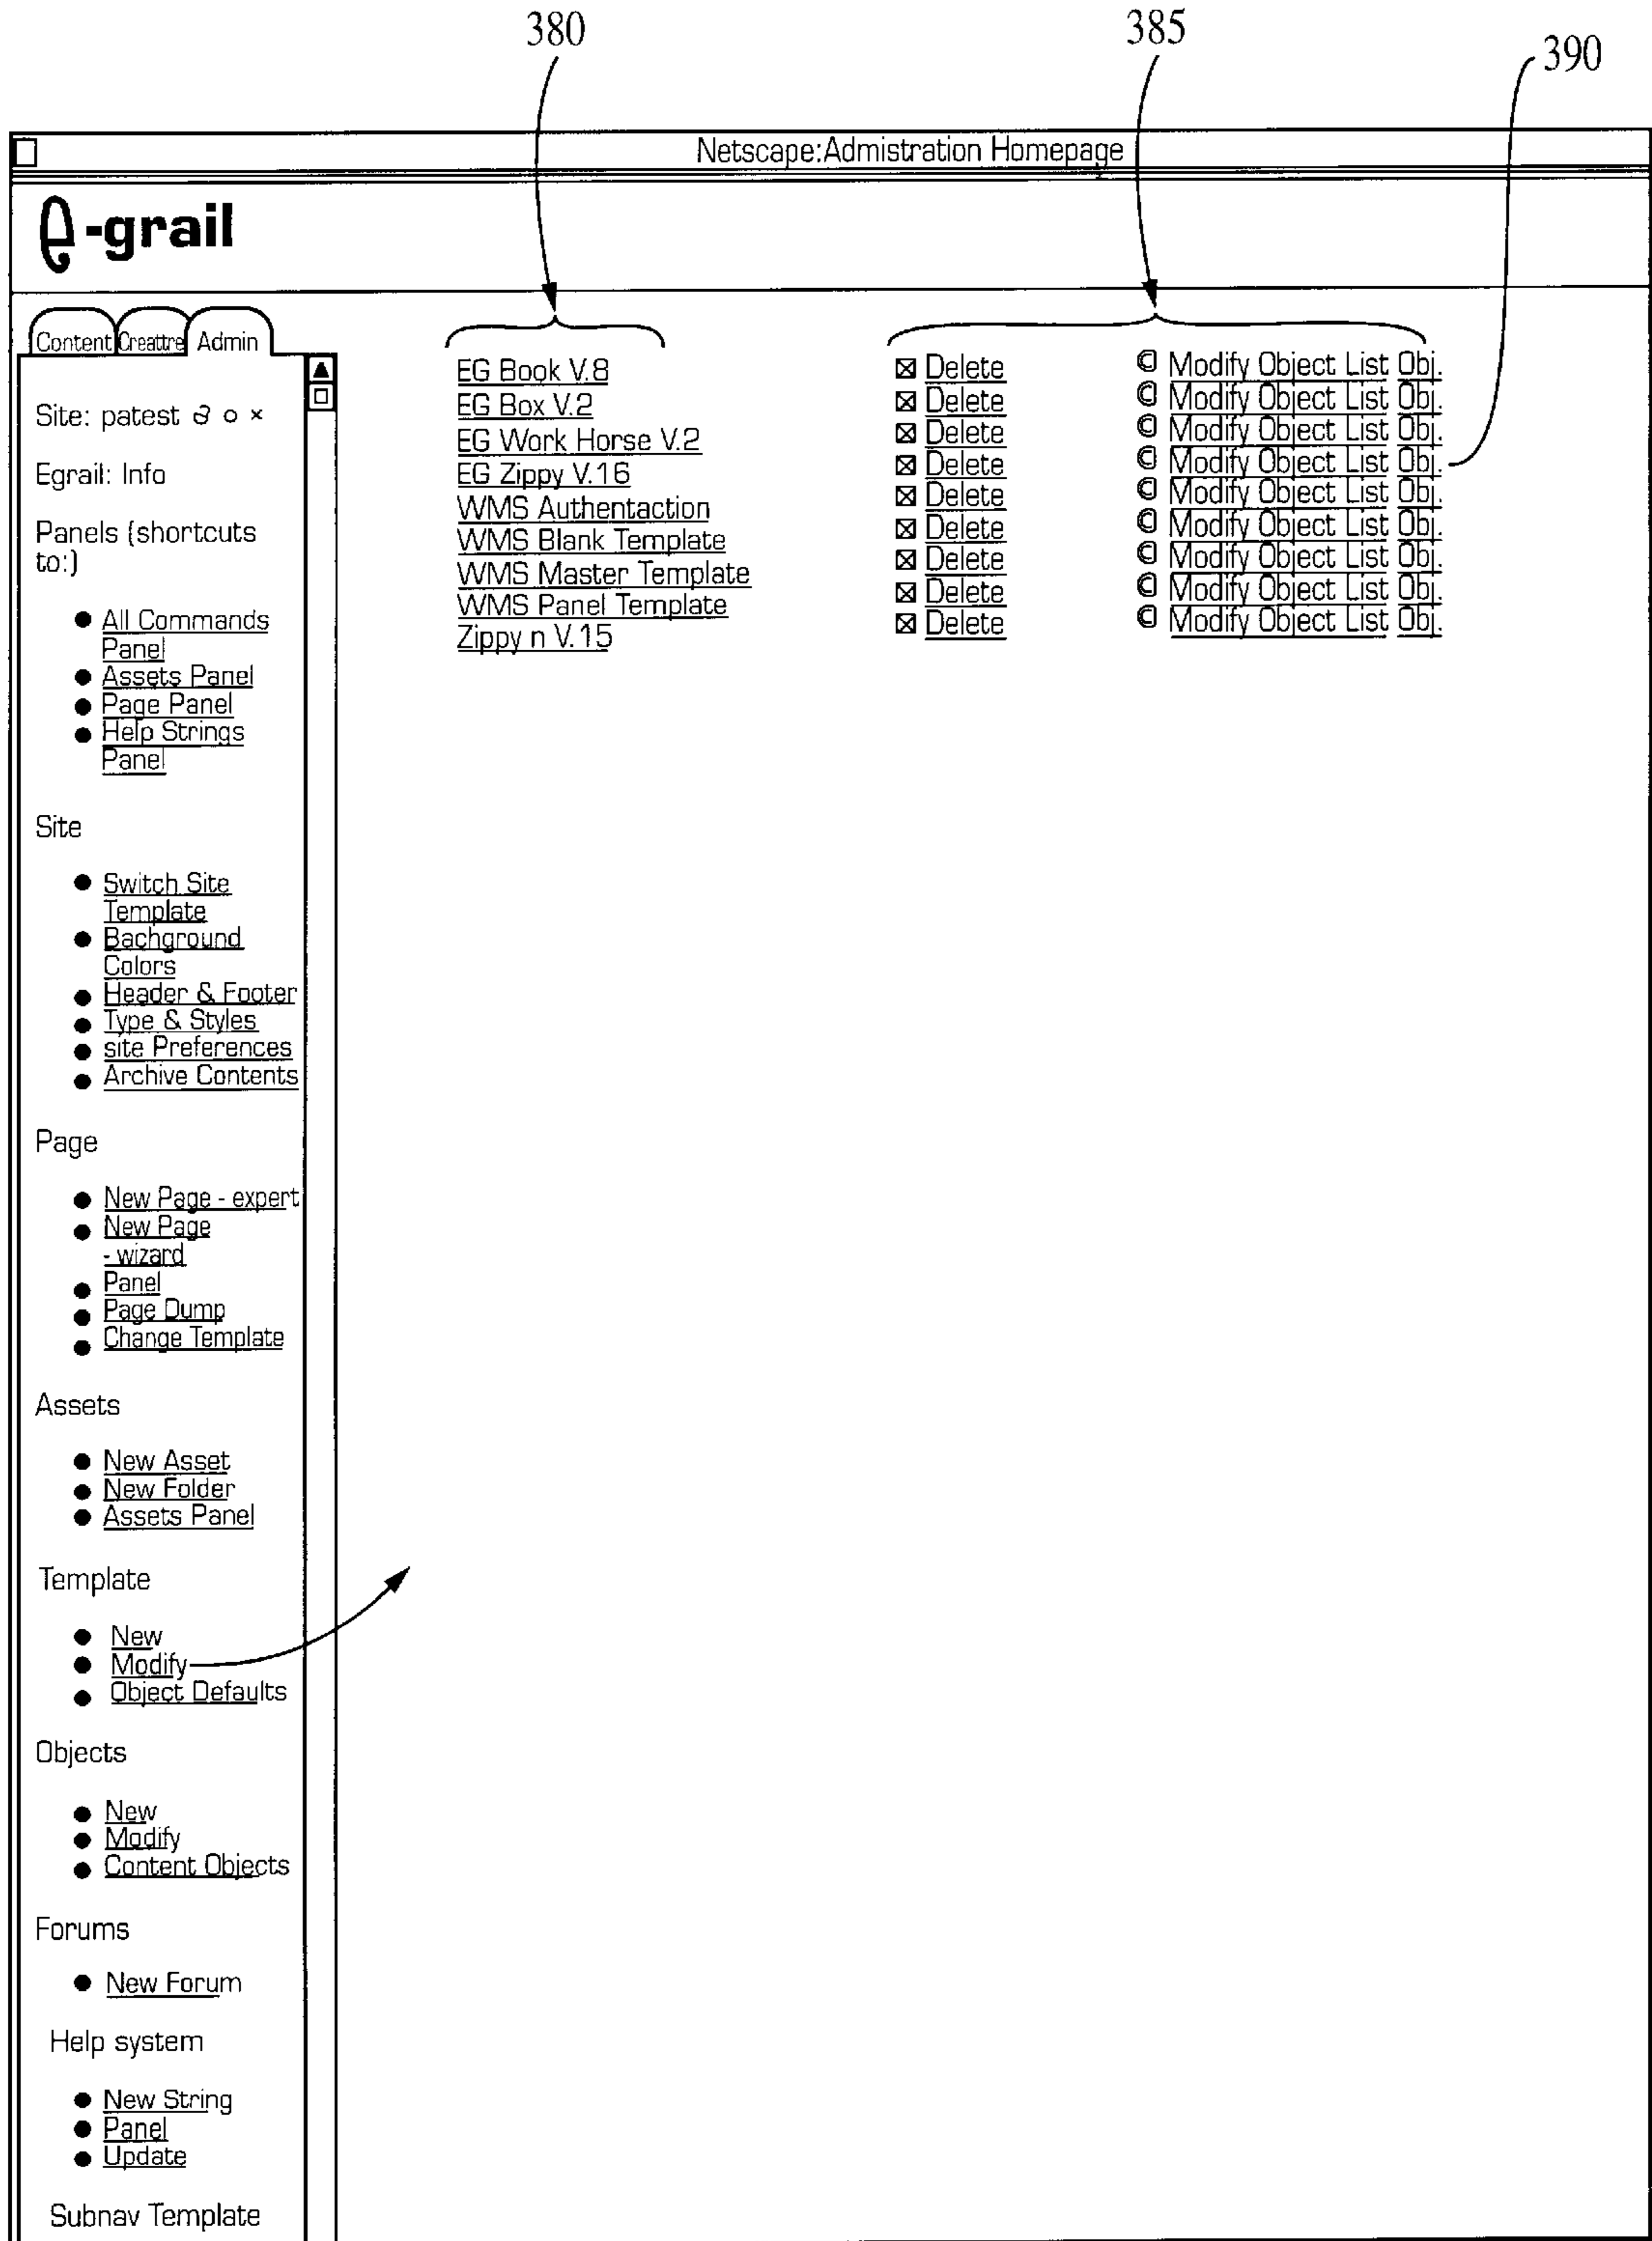 380
385
390
Netscape:Admistration Homepage
e-grail
Content Creattre Admin
Site: patest
Egrail: Info
Panels (shortcuts
to:)
All Commands
Panel
Assets Panel
Page Panel
Help Strings
Panel
Site
Switch Site
Template
Bachground
Colors
Header & Footer
Type & Styles
site Preferences
Archive Contents
Page
New Page - expert
New Page
- wizard
Panel
Page Dump
Change Template
Assets
New Asset
New Folder
Assets Panel
Template
New
Modify
Object Defaults
Objects
New
Modify
Content Objects
Forums
New Forum
Help system
New String
Panel
Update
Subnav Template
EG Book V.8 Delete Modify Object List Obj.
EG Box V.2 Delete Modify Object List Obj.
EG Work Horse V.2 Delete Modify Object List Obj.
EG Zippy V.16 Delete Modify Object List Obj.
WMS Authentaction Delete Modify Object List Obj.
WMS Blank Template Delete Modify Object List Obj.
WMS Master Template Delete Modify Object List Obj.
WMS Panel Template Delete Modify Object List Obj.
Zippy n V.15 Delete Modify Object List Obj.